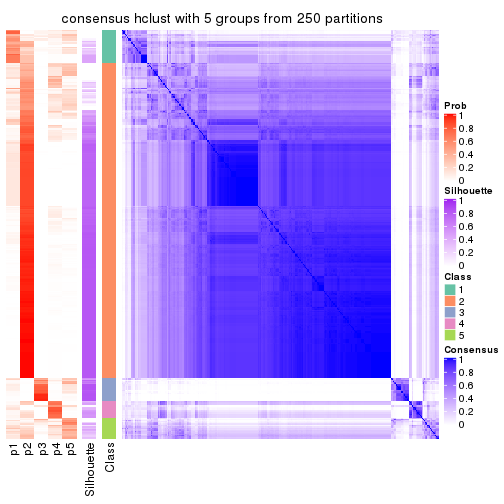 consensus hclust with 5 groups from 250 partitions
Prob
1
0.8
0.6
0.4
0.2
0
Silhouette
1
0.8
0.6
0.4
0.2
0
Class
1
2
3
4
5
Consensus
1
0.8
0.6
0.4
0.2
0
p1
p2
p3
p4
p5
Silhouette
Class